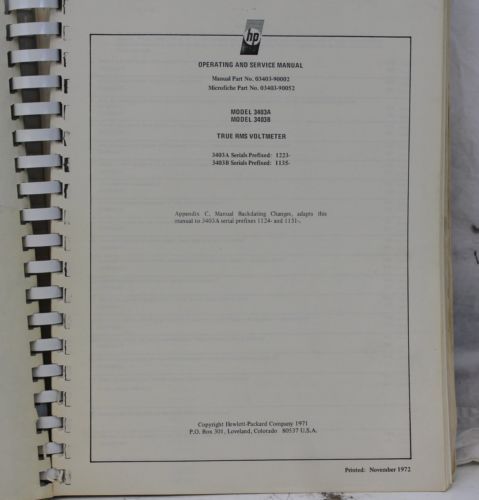 hp
OPERATING AND SERVICE MANUAL
Manual Part No. 03403-90002
Microfiche Part No. 03403-90052
MODEL 3403A
MODEL 3403B
TRUE RMS VOLTMETER
3403A Serials Prefixed: 1223-
3403B Serials Prefixed: 1135-
Appendix C, Manual Backdating Changes, adapts this
manual to 3403A serial prefixes 1124- and 1131-.
Copyright Hewlett-Packard Company 1971
P.O. Box 301, Loveland, Colorado 80537 U.S.A.
Printed: November 1972